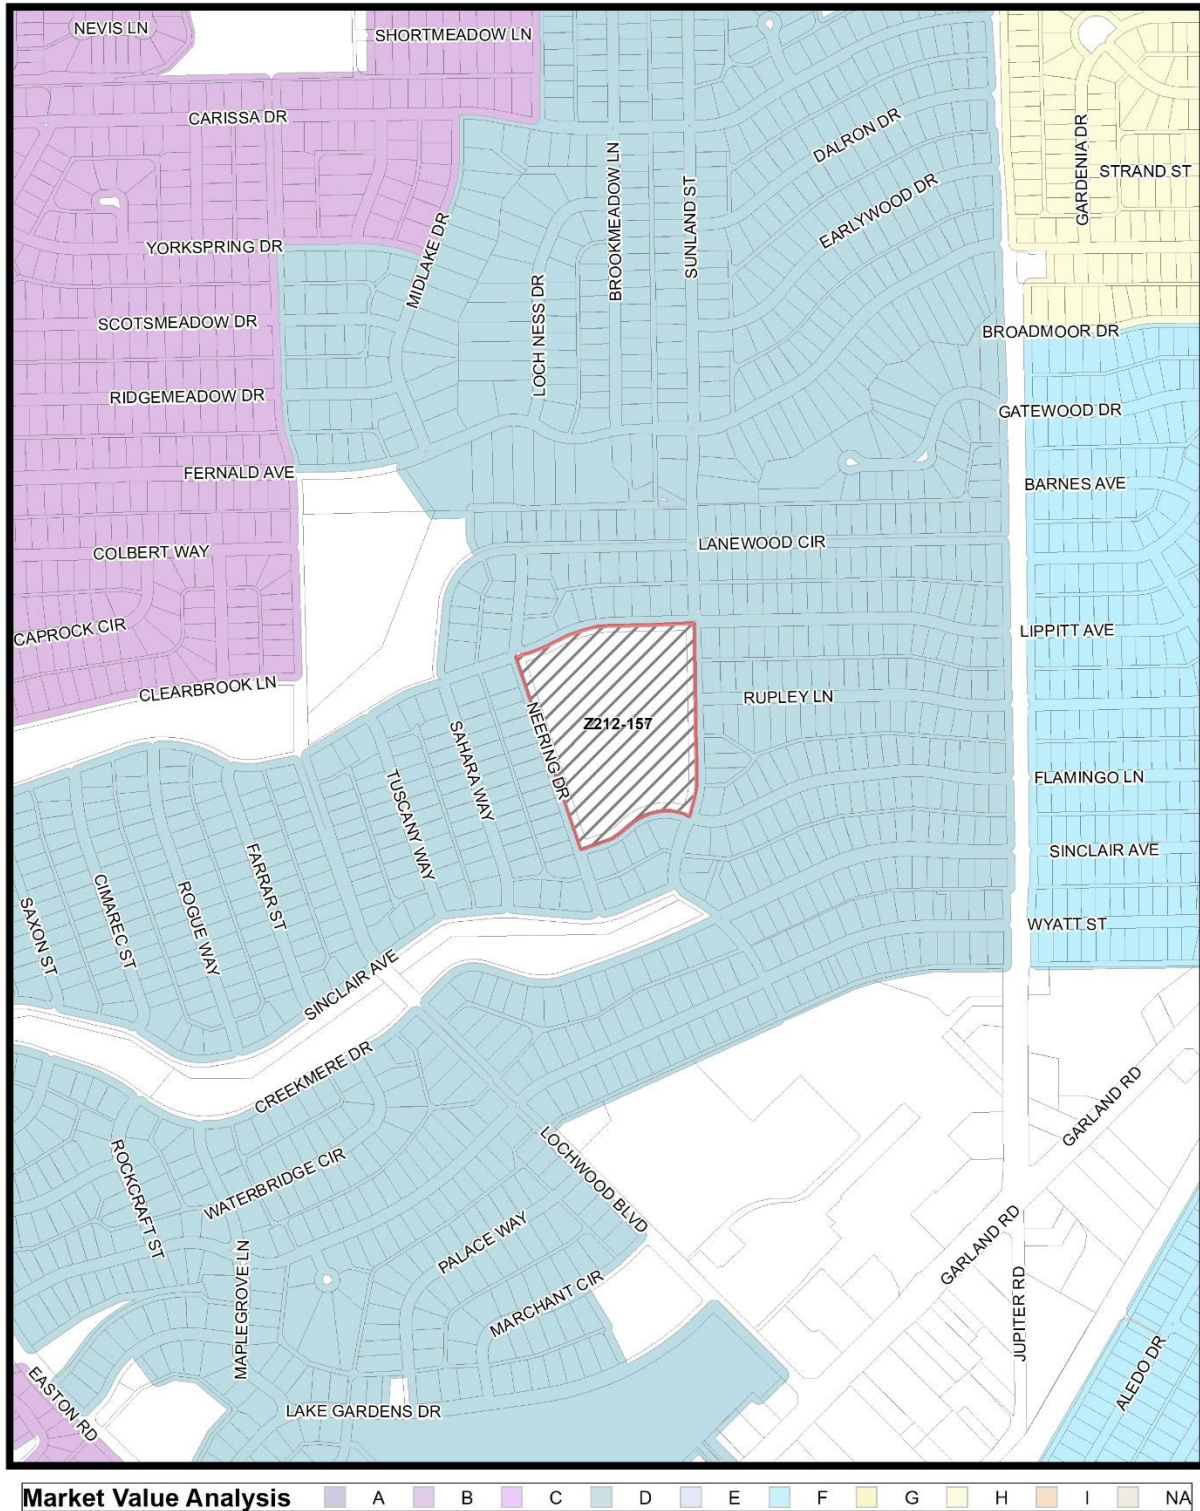 NEVIS LN
SHORTMEADOW LN
CARISSA DR
DALRON DR
GARDENIA DR
STRAND ST
BROOKMEADOW LN
SUNLAND ST
EARLYWOOD DR
YORKSPRING DR
MIDLAKE DR
LOCH NESS DR
SCOTSMEADOW DR
BROADMOOR DR
RIDGEMEADOW DR
GATEWOOD DR
FERNALD AVE
BARNES AVE
COLBERT WAY
LANEWOOD CIR
CAPROCK CIR
LIPPITT AVE
CLEARBROOK LN
RUPLEY LN
NEERING DR
Z212-157
SAHARA WAY
TUSCANY WAY
FLAMINGO LN
SINCLAIR AVE
FARRAR ST
CIMAREC ST
ROGUE WAY
SAXON ST
WYATT ST
SINCLAIR AVE
CREEKMERE DR
GARLAND RD
ROCKCRAFT ST
WATERBRIDGE CIR
LOCHWOOD BLVD
PALACE WAY
GARLAND RD
MAPLEGROVE LN
MARCHANT CIR
JUPITER RD
EASTON RD
ALEDO DR
LAKE GARDENS DR
Market Value Analysis A B C D E F G H I NA